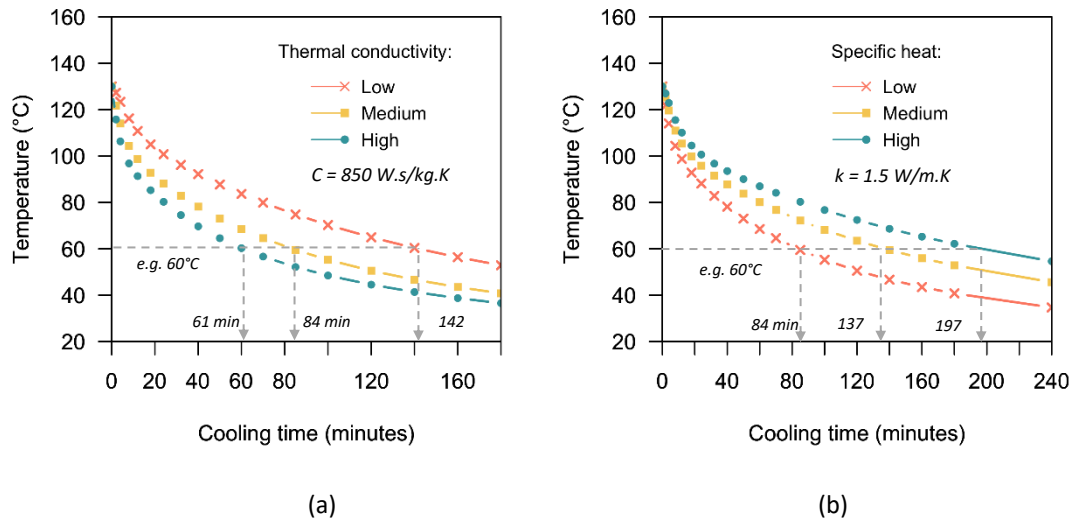 160
140
120
100
80
60
40
20
Temperature (°C)
Thermal conductivity:
Low
Medium
High
C = 850 W.s/kg.K
e.g. 60°C
61 min
84 min
142
0
20
40
60
80
100
120
160
Cooling time (minutes)
(a)
160
140
120
100
80
60
40
20
Temperature (°C)
Specific heat:
Low
Medium
High
k = 1.5 W/m.K
e.g. 60°C
84 min
137
197
0
40
80
120
160
200
240
Cooling time (minutes)
(b)